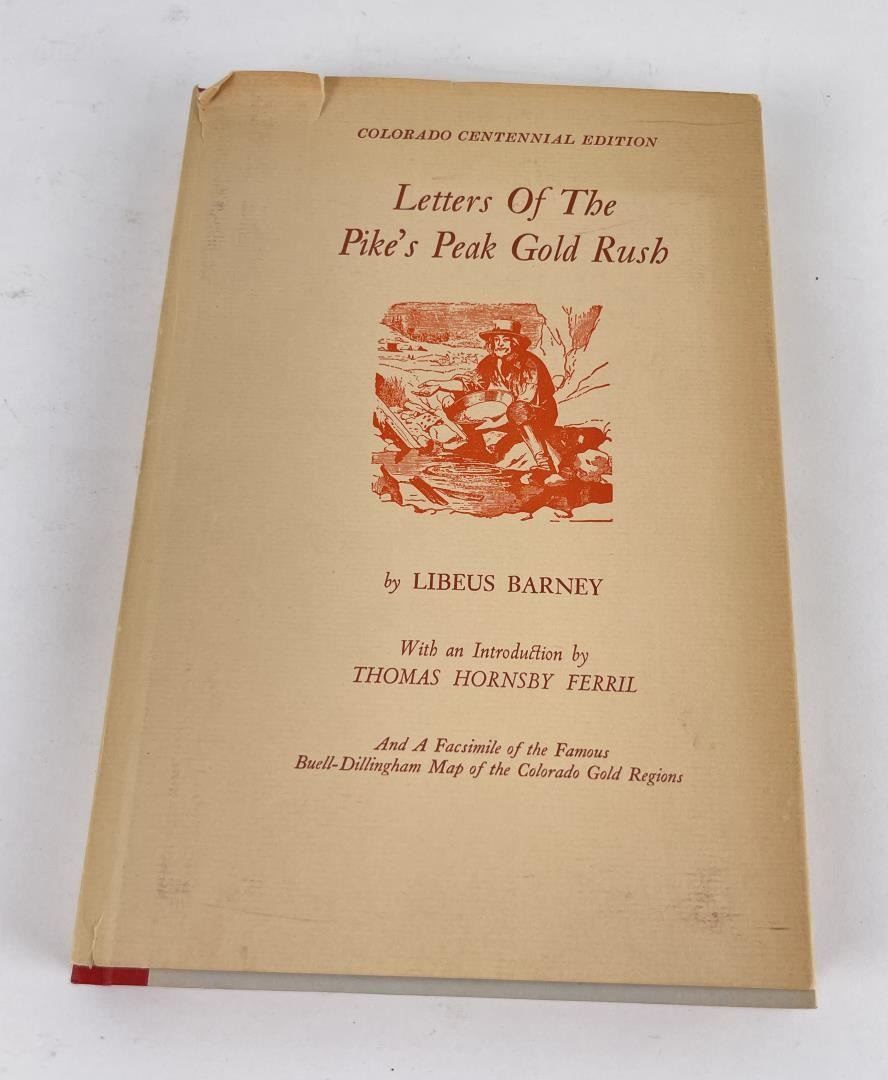 COLORADO CENTENNIAL EDITION
Letters Of The
Pike's Peak Gold Rush
by LIBEUS BARNEY
With an Introduction by
THOMAS HORNSBY FERRIL
And A Facsimile of the Famous
Buell-Dillingham Map of the Colorado Gold Regions